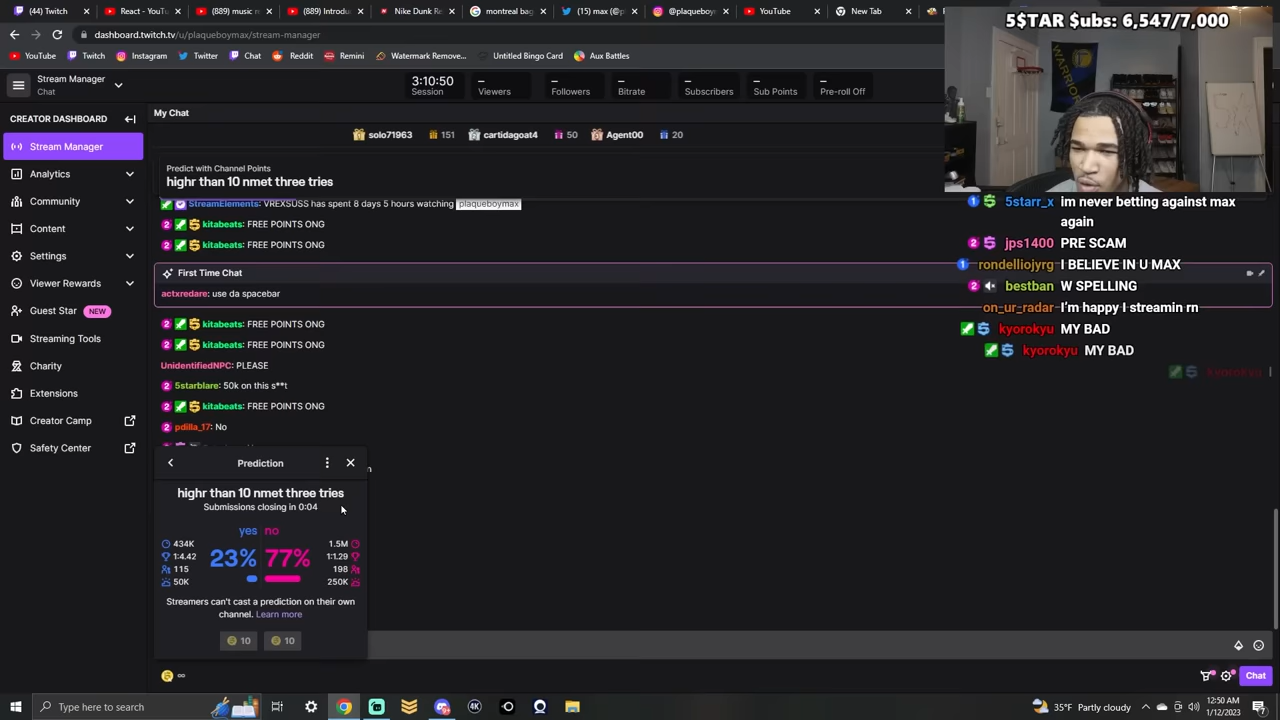 (44) Twitch
React - YouTu
(889) music m
(889) Introduc
Nike Dunk R
montreal bag
(15) max (@p
@plaqueboy
YouTube
New Tab
dashboard.twitch.tv/u/plaqueboymax/stream-manager
YouTube
Twitch
Instagram
Twitter
Chat
Reddit
Remini
Watermark Remove...
Untitled Bingo Card
Aux Battles
5$TAR $ubs: 6,547/7,000
WARRIOR
Stream Manager
Chat
3:10:50
Session
–
Viewers
–
Followers
–
Bitrate
–
Subscribers
–
Sub Points
–
Pre-roll Off
CREATOR DASHBOARD
Stream Manager
Analytics
Community
Content
Settings
Viewer Rewards
Guest Star NEW
Streaming Tools
Charity
Extensions
Creator Camp
Safety Center
My Chat
solo71963 151 cartidagoat4 50 Agent00 20
Predict with Channel Points
highr than 10 nmet three tries
StreamElements: VREXSUSS has spent 8 days 5 hours watching plaqueboymax
kitabeats: FREE POINTS ONG
kitabeats: FREE POINTS ONG
First Time Chat
actxredare: use da spacebar
kitabeats: FREE POINTS ONG
kitabeats: FREE POINTS ONG
UnidentifiedNPC: PLEASE
5starblare: 50k on this s**t
kitabeats: FREE POINTS ONG
pdilla_17: No
Prediction
highr than 10 nmet three tries
Submissions closing in 0:04
yes no
434K
1:4.42
115
50K
23% 77%
1.5M
1:1.29
198
250K
Streamers can't cast a prediction on their own
channel. Learn more
10 10
5starr_x im never betting against max
again
jps1400 PRE SCAM
rondelliojyrg I BELIEVE IN U MAX
bestban W SPELLING
on_ur_radar I'm happy I streamin rn
kyorokyu MY BAD
kyorokyu MY BAD
kyorokyu
∞
Chat
Type here to search
4K
35°F Partly cloudy
12:50 AM
1/12/2023